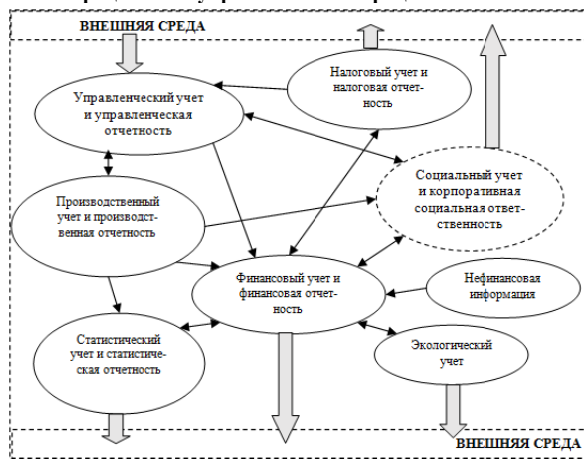 ВНЕШНЯЯ СРЕДА
Налоговый учет и
налоговая отчет-
ность
Управленческий учет
и управленческая
отчетность
Социальный учет
и корпоративная
социальная ответ-
ственность
Производственный
учет и производст-
венная отчетность
Финансовый учет и
финансовая отчет-
ность
Нефинансовая
информация
Статистический
учет и статистиче-
ская отчетность
Экологический
учет
ВНЕШНЯЯ СРЕДА